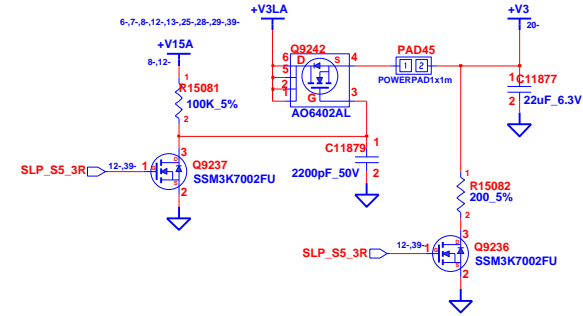 +V3LA
+V3
6-,7-,8-,12-,13-,25-,28-,29-,39-
20-
+V15A
8-,12-
Q9242
6
5
2
1
D
S
4
G
3
AO6402AL
PAD45
1
2
POWERPAD1x1m
1
C11877
2
22uF_6.3V
1
R15081
100K_5%
2
C11879
1
2
2200pF_50V
SLP_S5_3R
12-,39-
1
3
D
G
S
2
Q9237
SSM3K7002FU
1
R15082
200_5%
2
SLP_S5_3R
12-,39-
1
3
D
G
S
2
Q9236
SSM3K7002FU